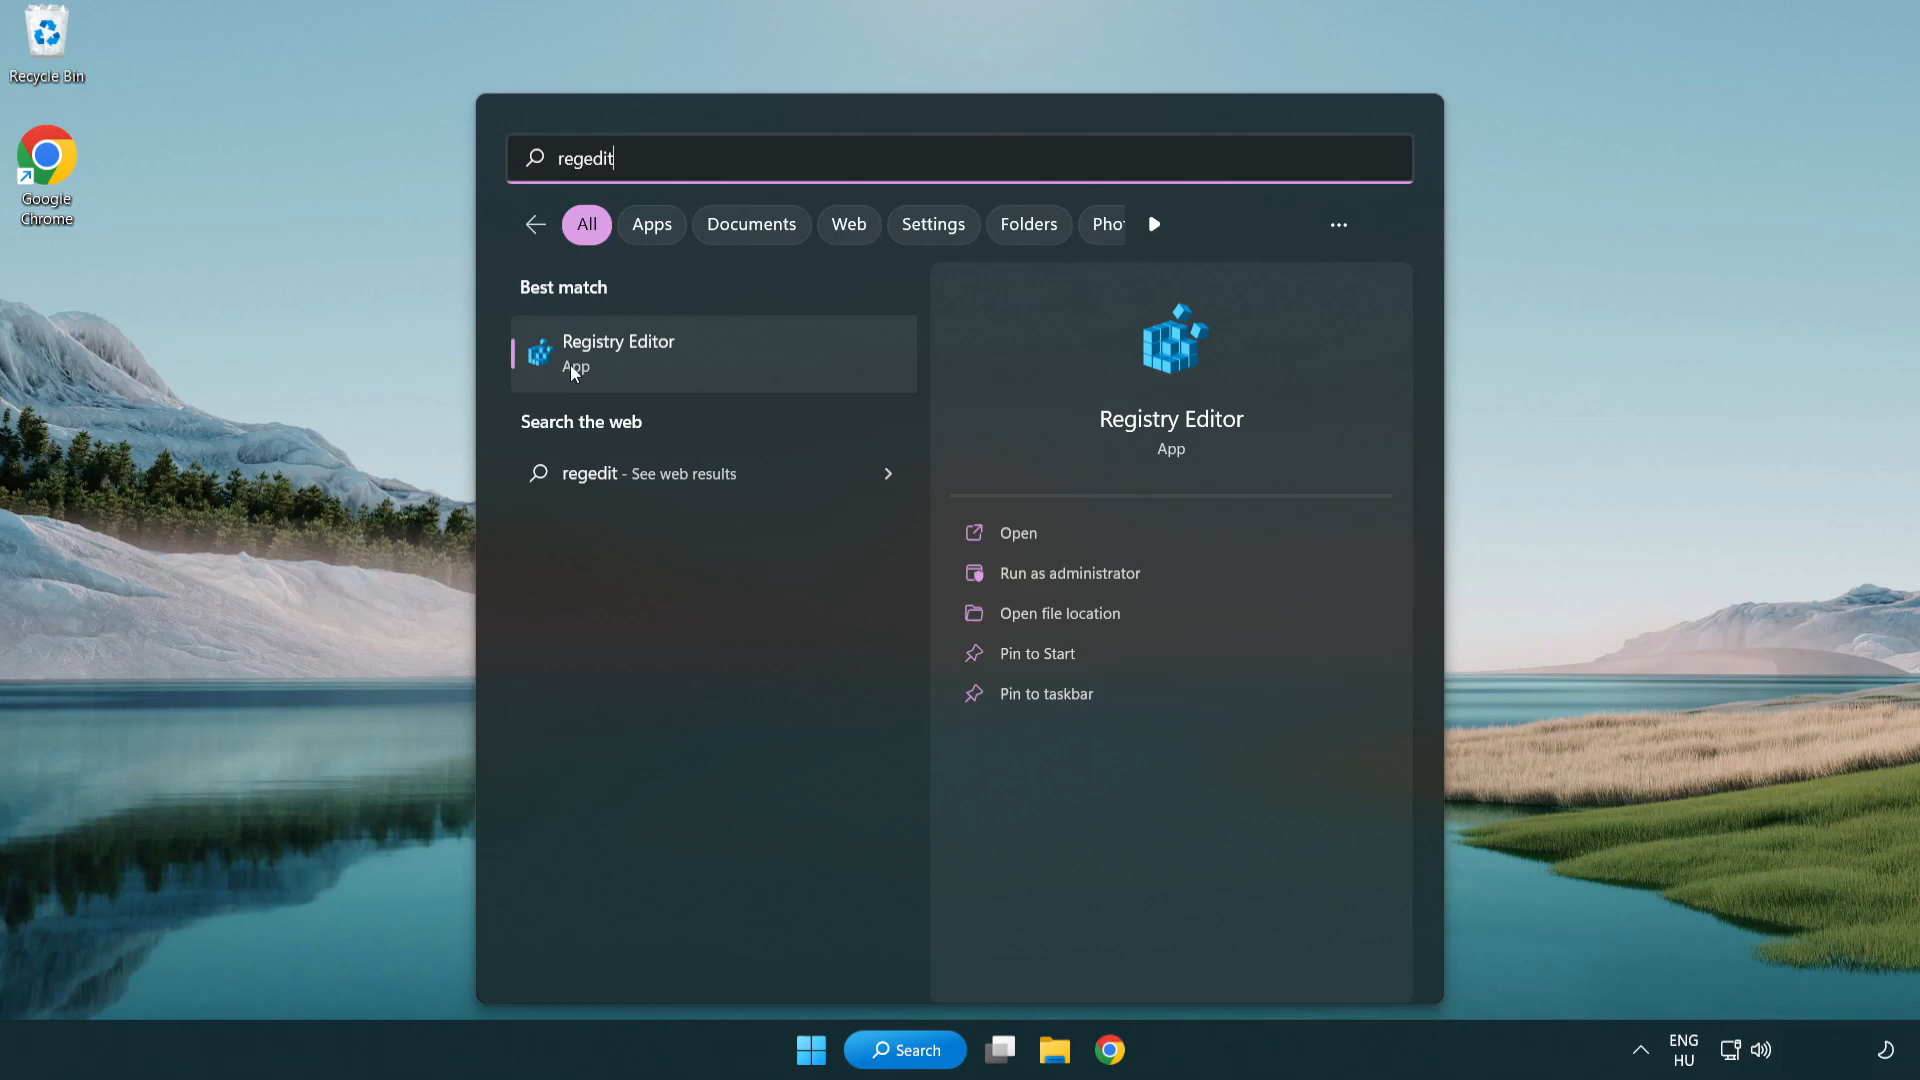 Recycle Bin
Google
Chrome
regedit
All
Apps
Documents
Web
Settings
Folders
Pho
Best match
Registry Editor
App
Search the web
regedit - See web results
Registry Editor
App
Open
Run as administrator
Open file location
Pin to Start
Pin to taskbar
Search
ENG
HU